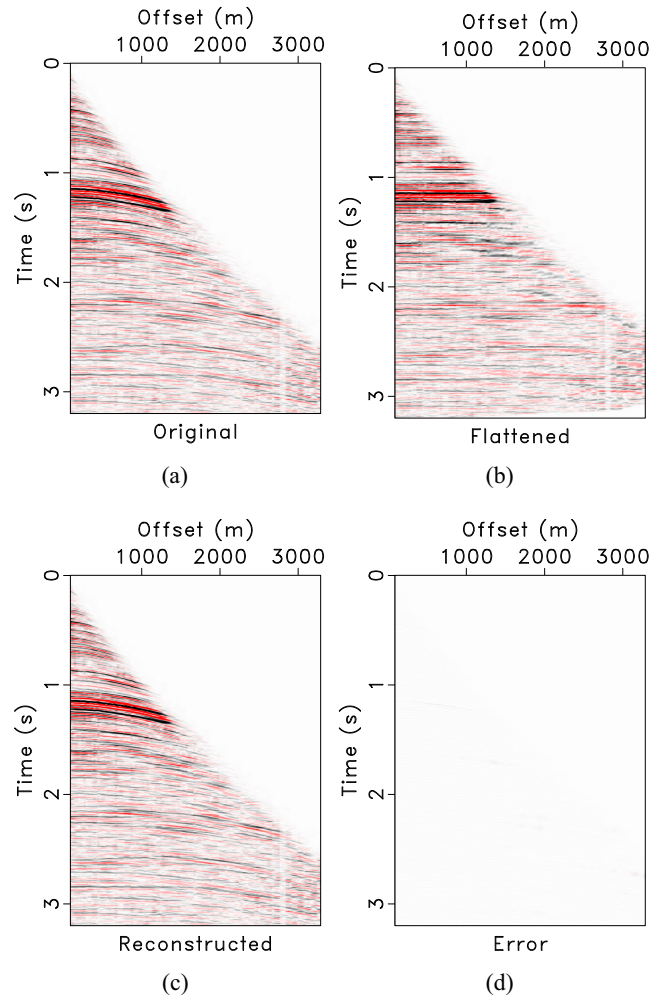 Offset (m)
1000 2000 3000
0
1
2
3
Time (s)
Original
(a)
Offset (m)
1000 2000 3000
0
1
2
3
Time (s)
Flattened
(b)
Offset (m)
1000 2000 3000
0
1
2
3
Time (s)
Reconstructed
(c)
Offset (m)
1000 2000 3000
0
1
2
3
Time (s)
Error
(d)